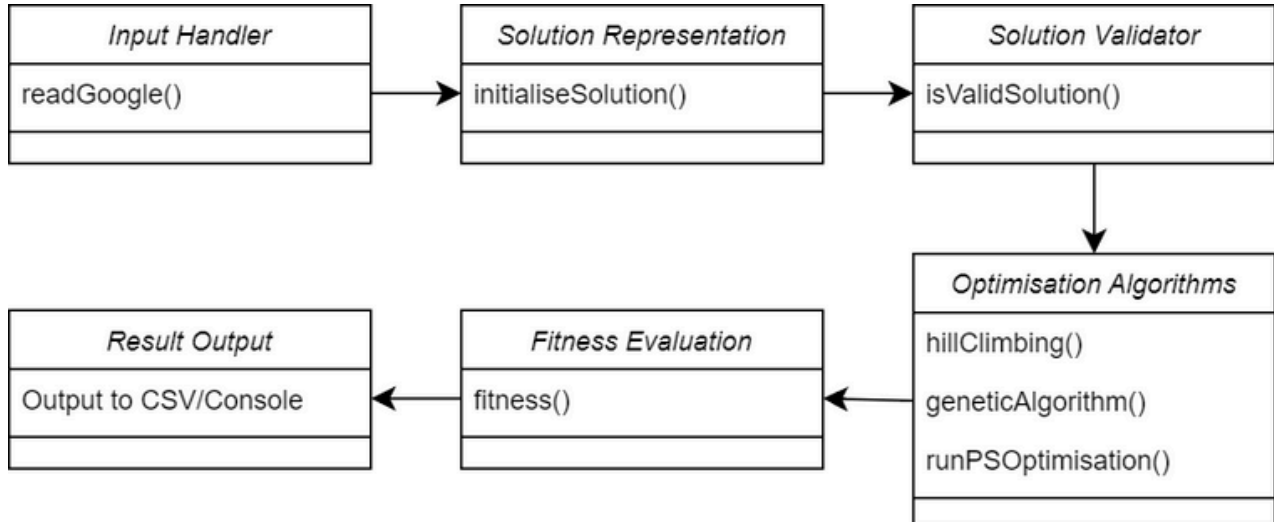 Input Handler
readGoogle()
Solution Representation
initialiseSolution()
Solution Validator
isValidSolution()
Optimisation Algorithms
hillClimbing()
geneticAlgorithm()
runPSOptimisation()
Fitness Evaluation
fitness()
Result Output
Output to CSV/Console